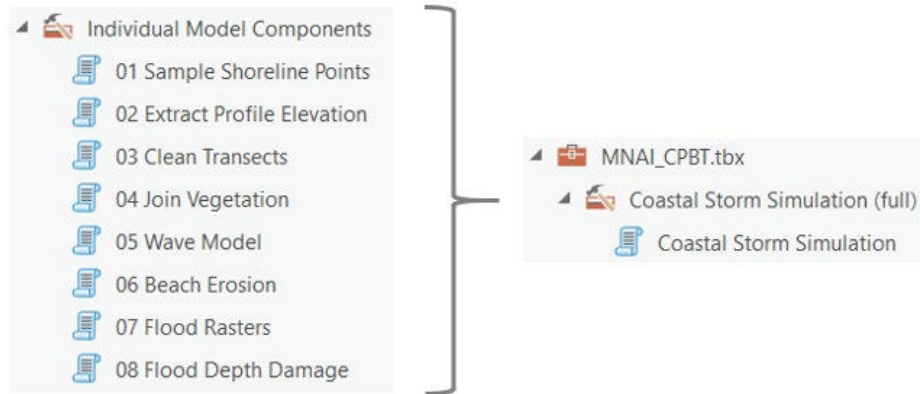 Individual Model Components
01 Sample Shoreline Points
02 Extract Profile Elevation
03 Clean Transects
04 Join Vegetation
05 Wave Model
06 Beach Erosion
07 Flood Rasters
08 Flood Depth Damage
MNAI_CPBT.tbx
Coastal Storm Simulation (full)
Coastal Storm Simulation